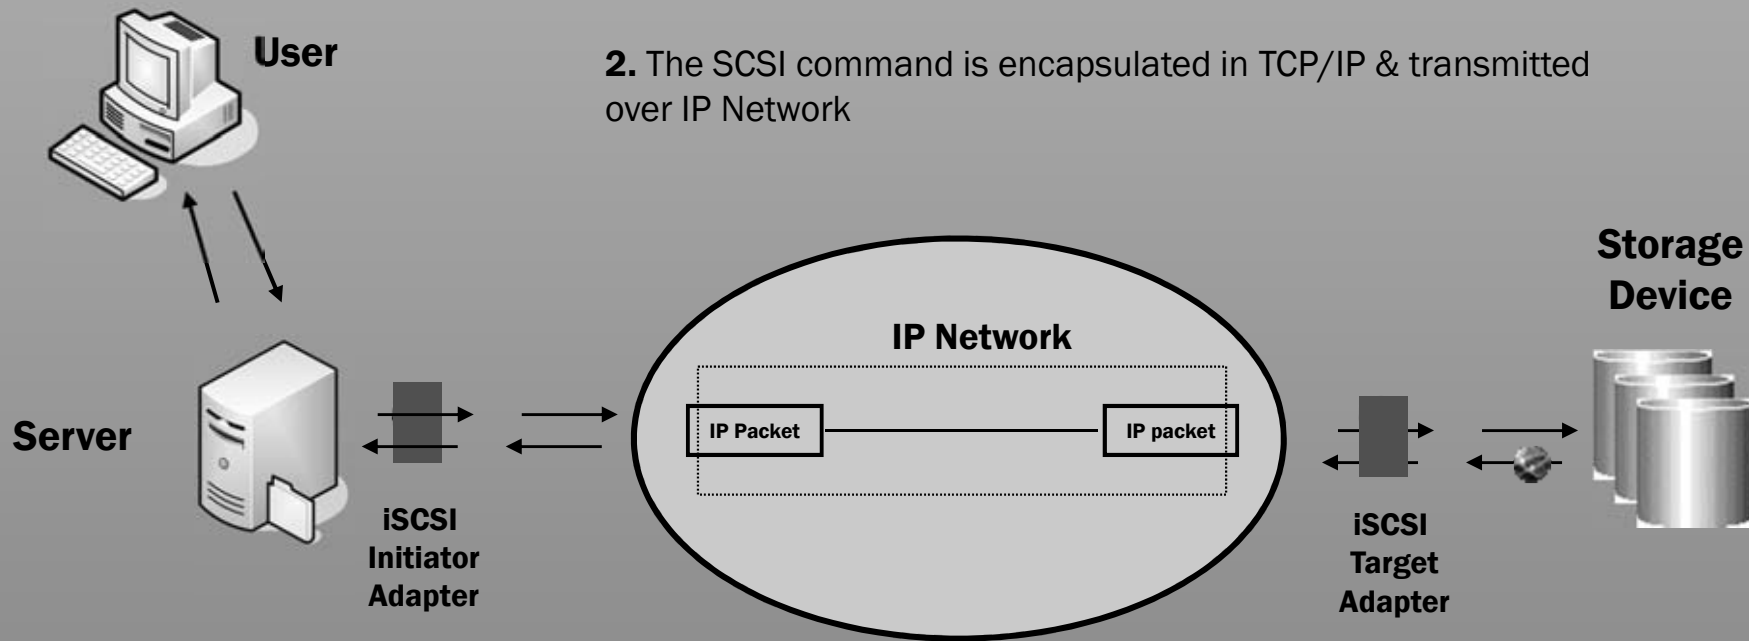 User
2. The SCSI command is encapsulated in TCP/IP & transmitted
over IP Network
Storage
Device
IP Network
IP Packet
IP packet
Server
iSCSI
Initiator
Adapter
iSCSI
Target
Adapter